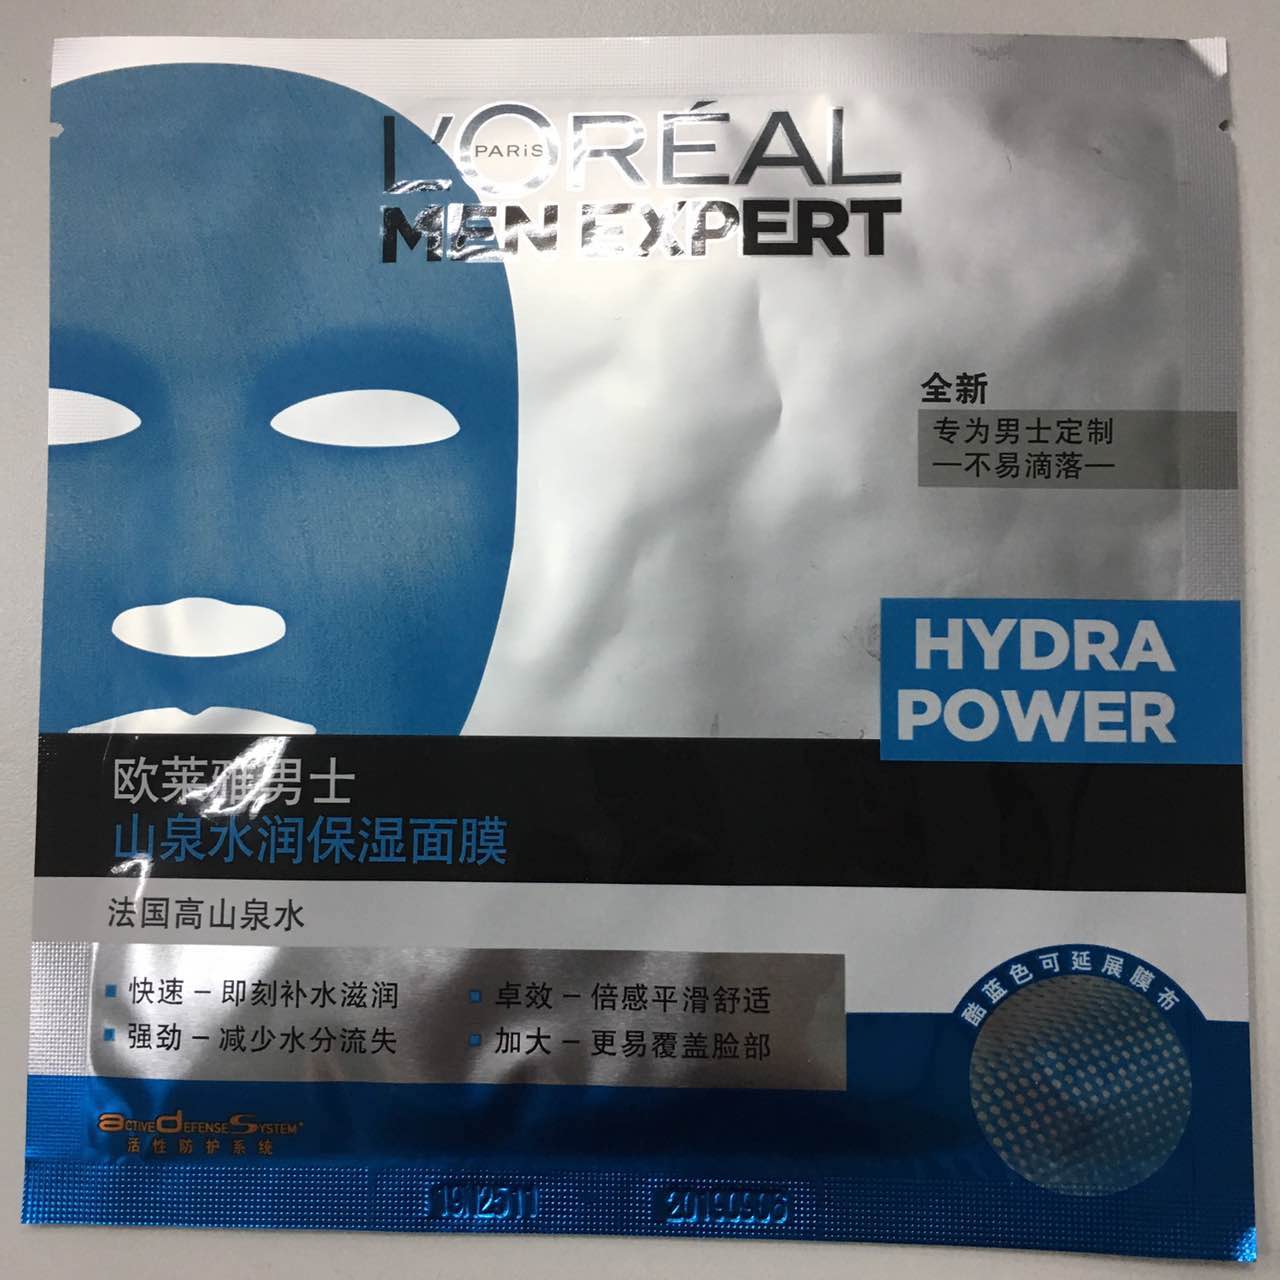 L'ORÉAL
PARiS
MEN EXPERT
全新
专为男士定制
—不易滴落—
HYDRA
POWER
欧莱雅男士
山泉水润保湿面膜
法国高山泉水
快速 – 即刻补水滋润
强劲 – 减少水分流失
卓效 – 倍感平滑舒适
加大 – 更易覆盖脸部
酷蓝色可延展膜布
ACTIVE DEFENSE SYSTEM
活性防护系统
20190906